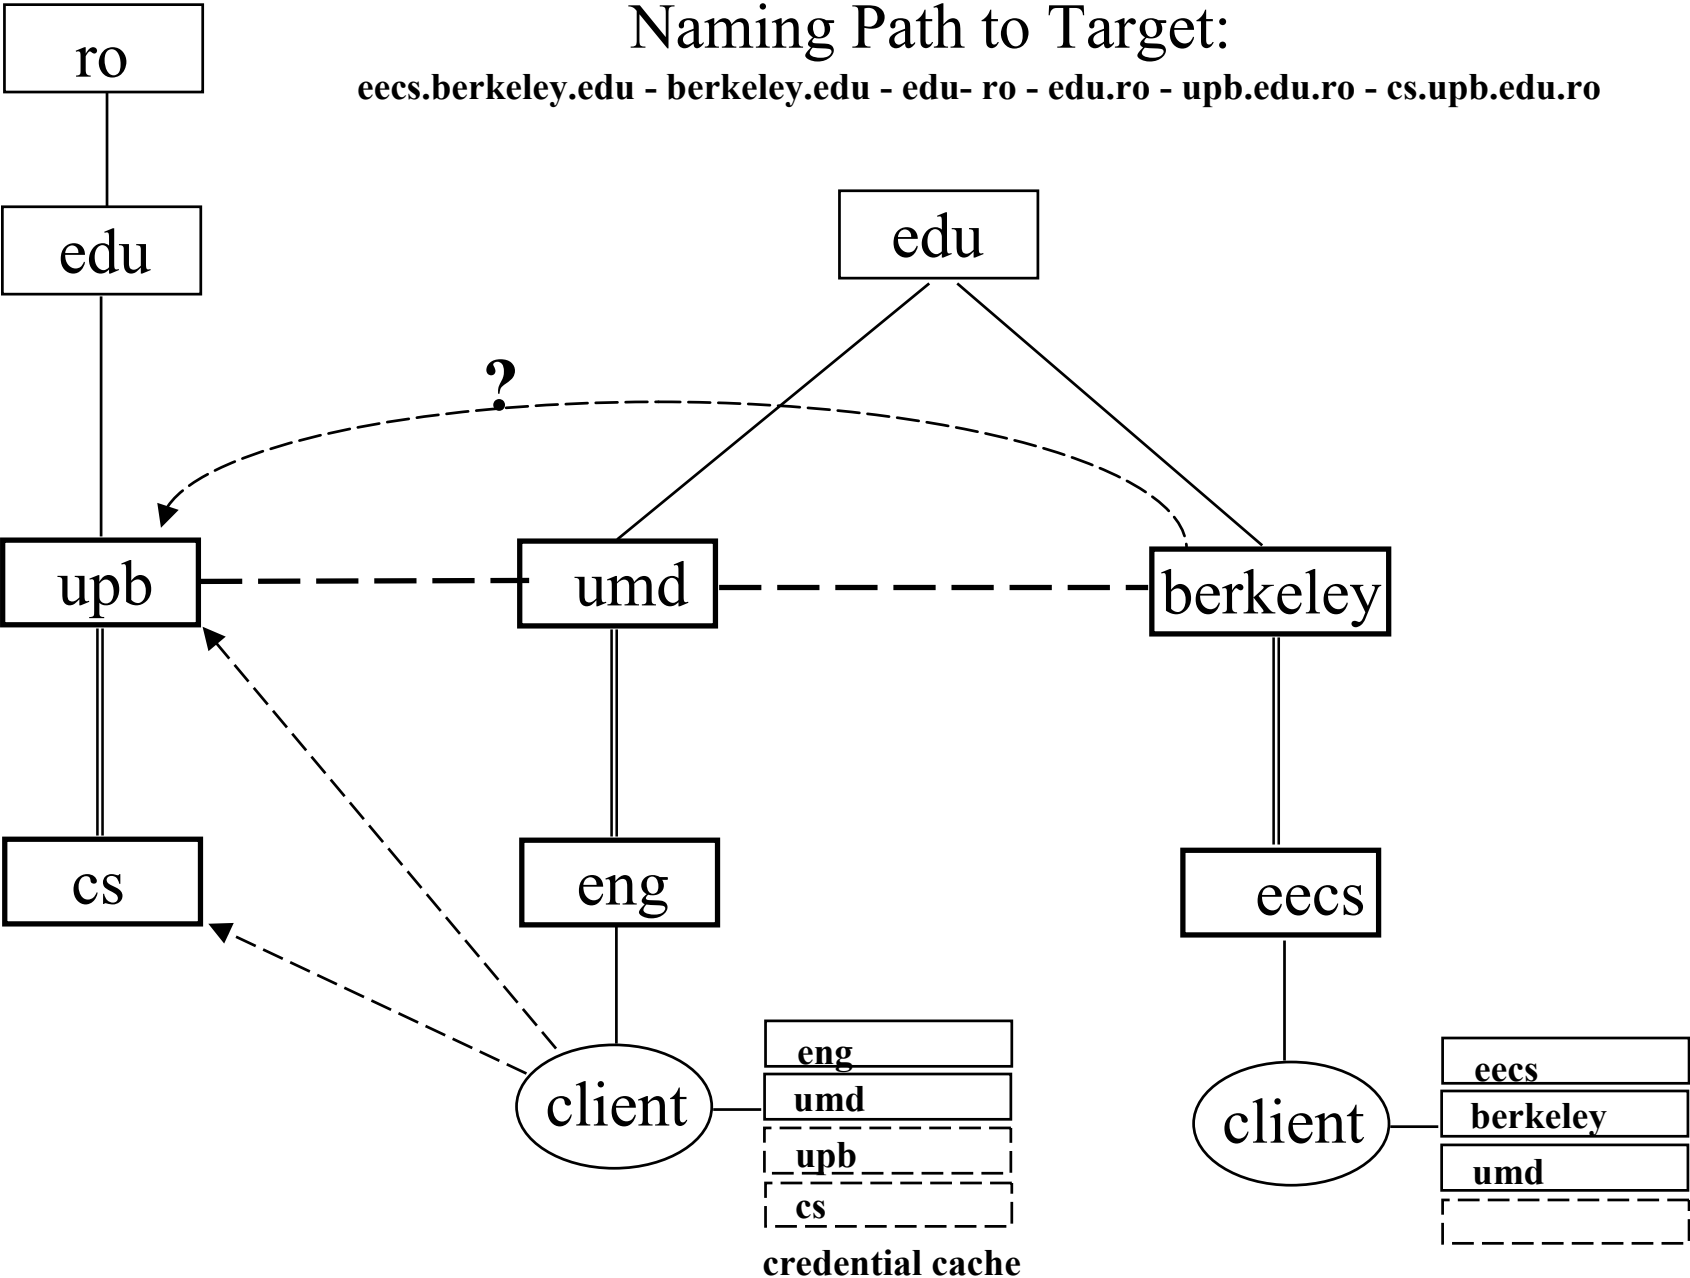 Naming Path to Target:
eecs.berkeley.edu - berkeley.edu - edu- ro - edu.ro - upb.edu.ro - cs.upb.edu.ro
ro
edu
edu
?
upb
umd
berkeley
cs
eng
eecs
client
eng
umd
upb
cs
credential cache
client
eecs
berkeley
umd